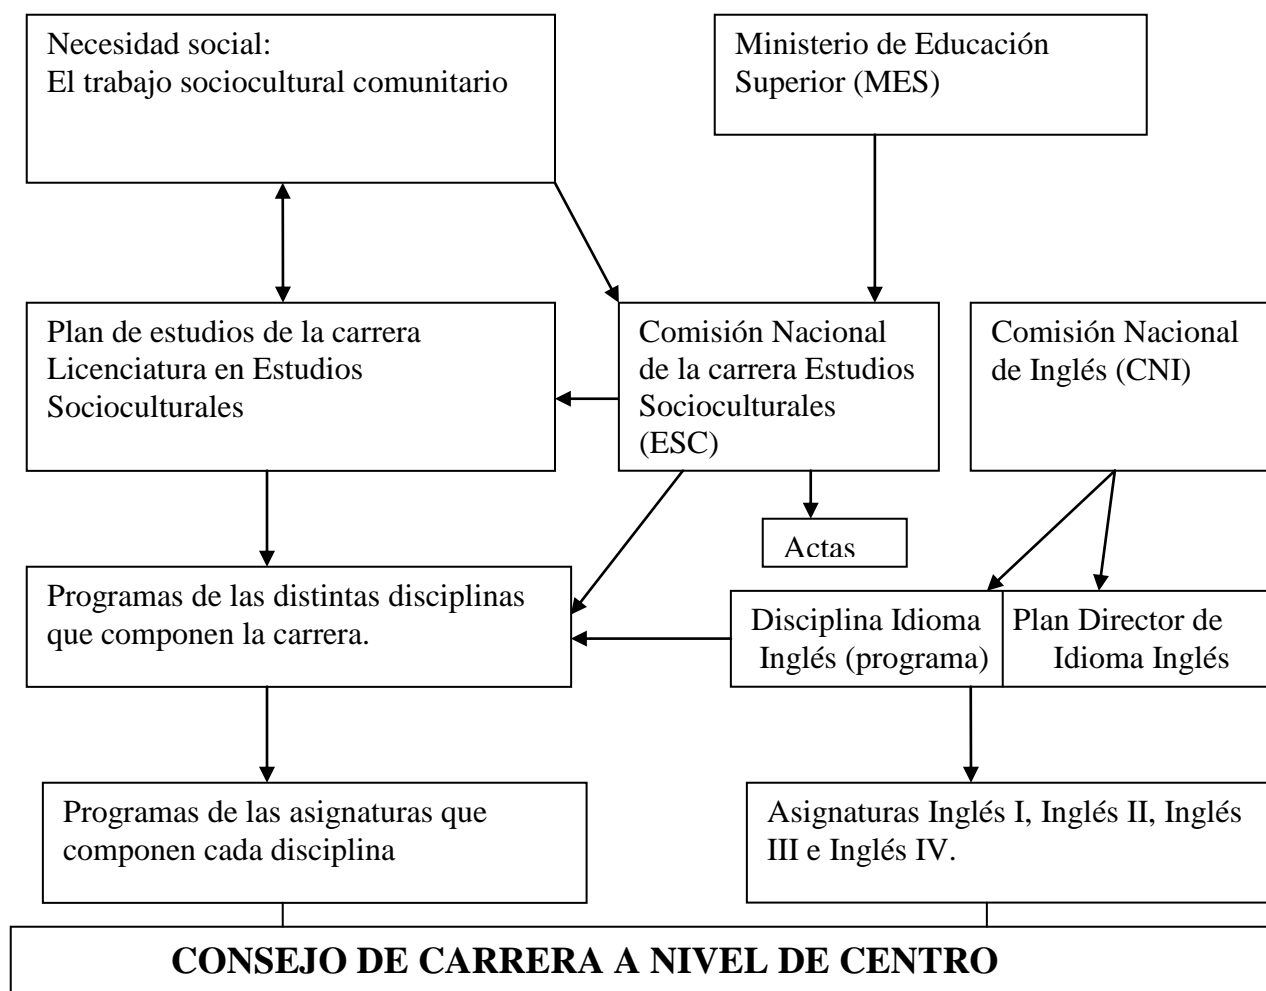 Necesidad social:
El trabajo sociocultural comunitario
Ministerio de Educación
Superior (MES)
Plan de estudios de la carrera
Licenciatura en Estudios
Socioculturales
Comisión Nacional
de la carrera Estudios
Socioculturales
(ESC)
Comisión Nacional
de Inglés (CNI)
Actas
Programas de las distintas disciplinas
que componen la carrera.
Disciplina Idioma
Inglés (programa)
Plan Director de
Idioma Inglés
Programas de las asignaturas que
componen cada disciplina
Asignaturas Inglés I, Inglés II, Inglés
III e Inglés IV.
CONSEJO DE CARRERA A NIVEL DE CENTRO